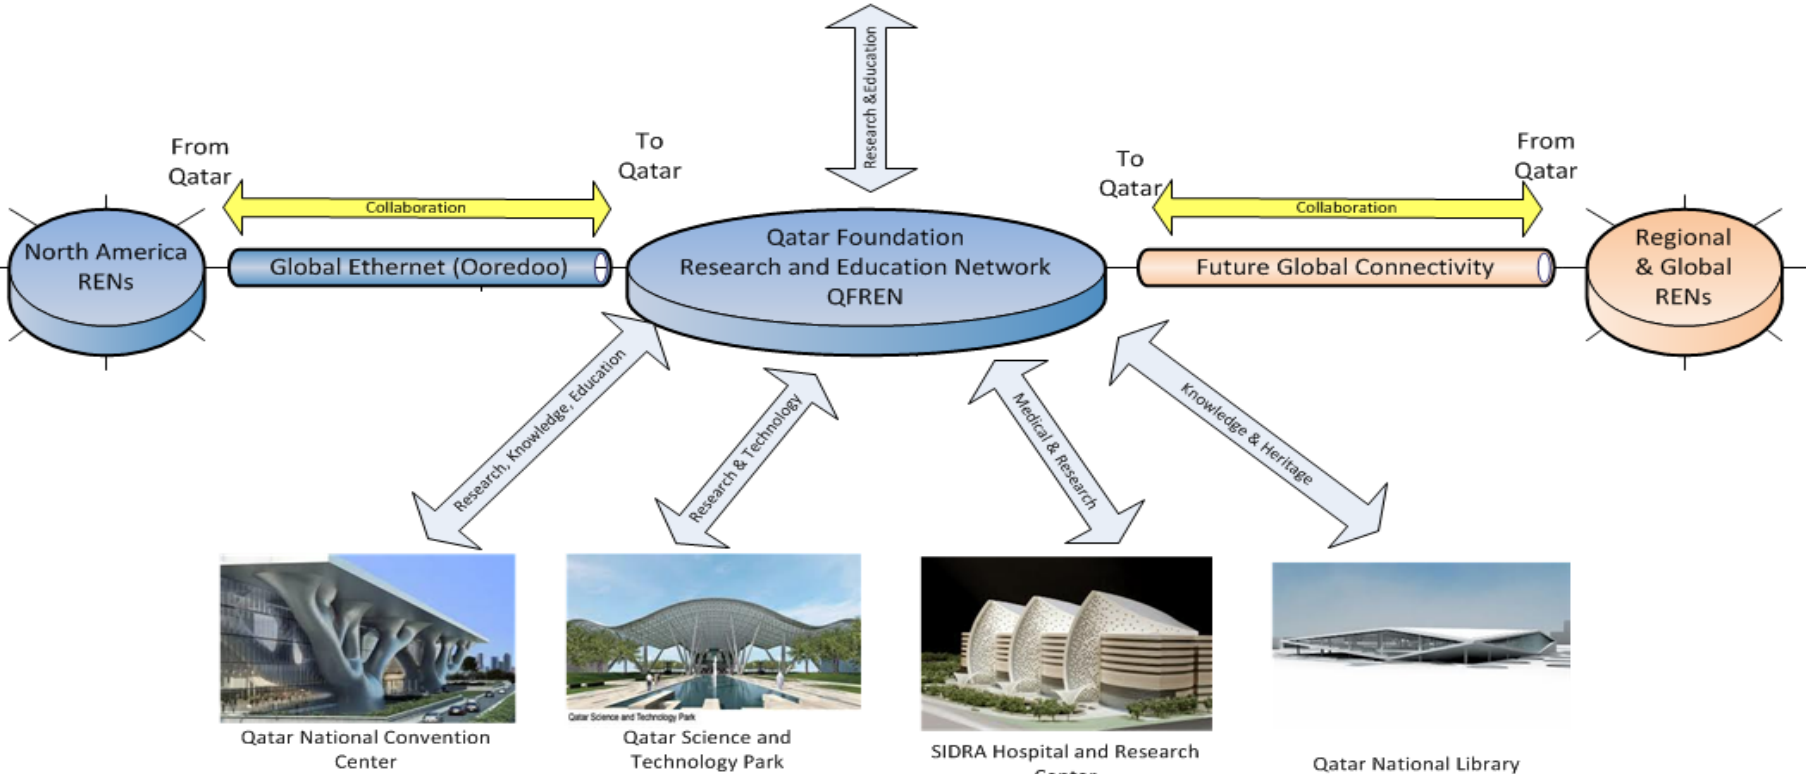 Research &Education
From
Qatar
To
Qatar
To
Qatar
From
Qatar
Collaboration
Collaboration
North America
RENs
Global Ethernet (Ooredoo)
Qatar Foundation
Research and Education Network
QFREN
Future Global Connectivity
Regional
& Global
RENs
Research, Knowledge, Education
Research & Technology
Medical & Research
Knowledge & Heritage
Qatar Science and Technology Park
Qatar National Convention
Center
Qatar Science and
Technology Park
SIDRA Hospital and Research
Qatar National Library